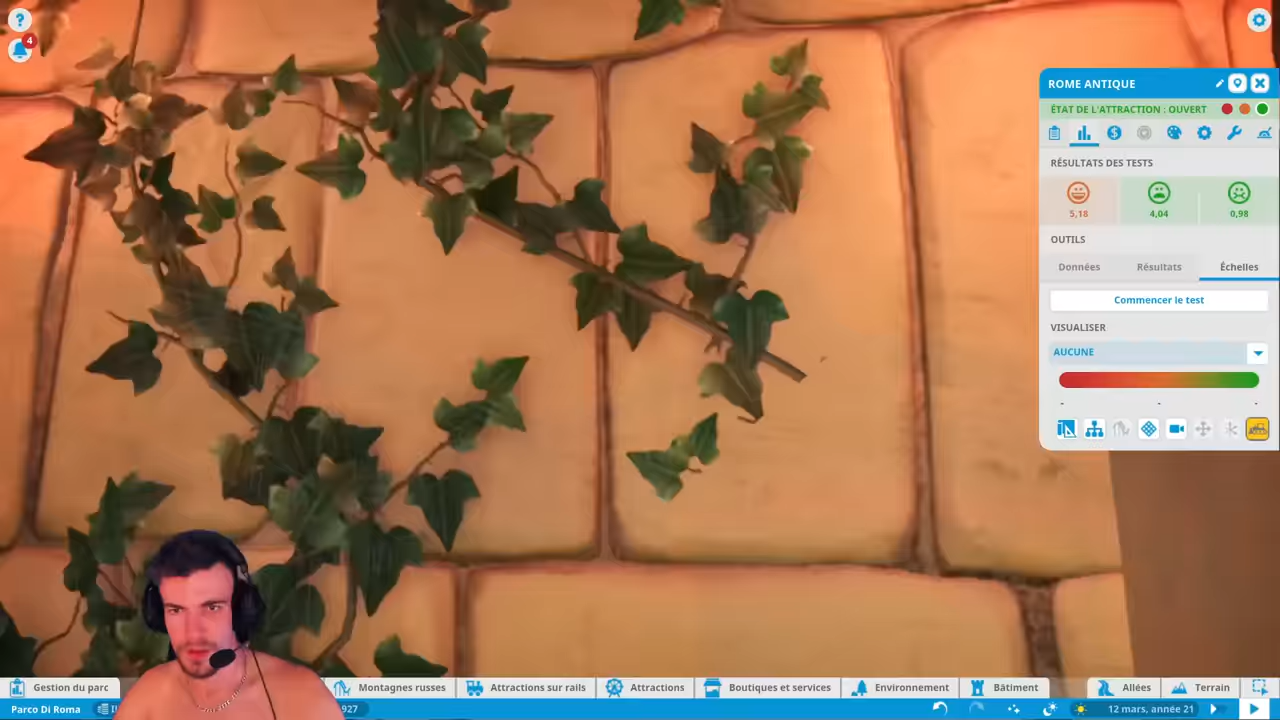 ?
4
ROME ANTIQUE
ÉTAT DE L'ATTRACTION : OUVERT
RÉSULTATS DES TESTS
5,18 4,04 0,98
OUTILS
Données Résultats Échelles
Commencer le test
VISUALISER
AUCUNE
- - -
Gestion du parc Montagnes russes Attractions sur rails Attractions Boutiques et services Environnement Bâtiment Allées Terrain
Parco Di Roma 927 12 mars, année 21